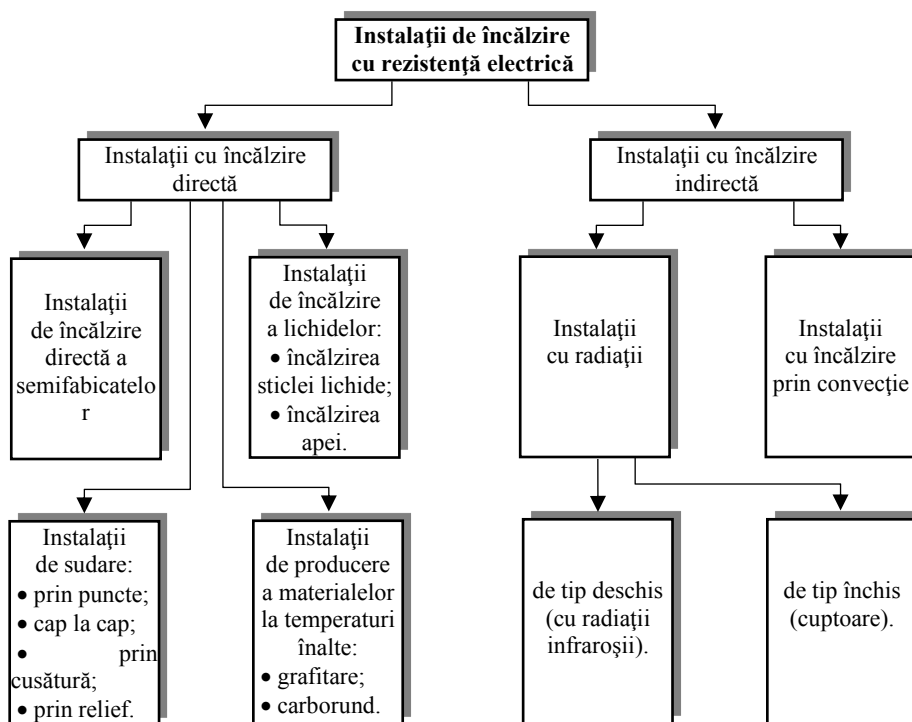 Instalaţii de încălzire
cu rezistenţă electrică
Instalaţii cu încălzire
directă
Instalaţii cu încălzire
indirectă
Instalaţii
de încălzire
directă a
semifabicatelo
r
Instalaţii
de încălzire
a lichidelor:
• încălzirea
sticlei lichide;
• încălzirea
apei.
Instalaţii
cu radiaţii
Instalaţii
cu încălzire
prin convecţie
Instalaţii
de sudare:
• prin puncte;
• cap la cap;
• prin
cusătură;
• prin relief.
Instalaţii
de producere
a materialelor
la temperaturi
înalte:
• grafitare;
• carborund.
de tip deschis
(cu radiaţii
infraroşii).
de tip închis
(cuptoare).